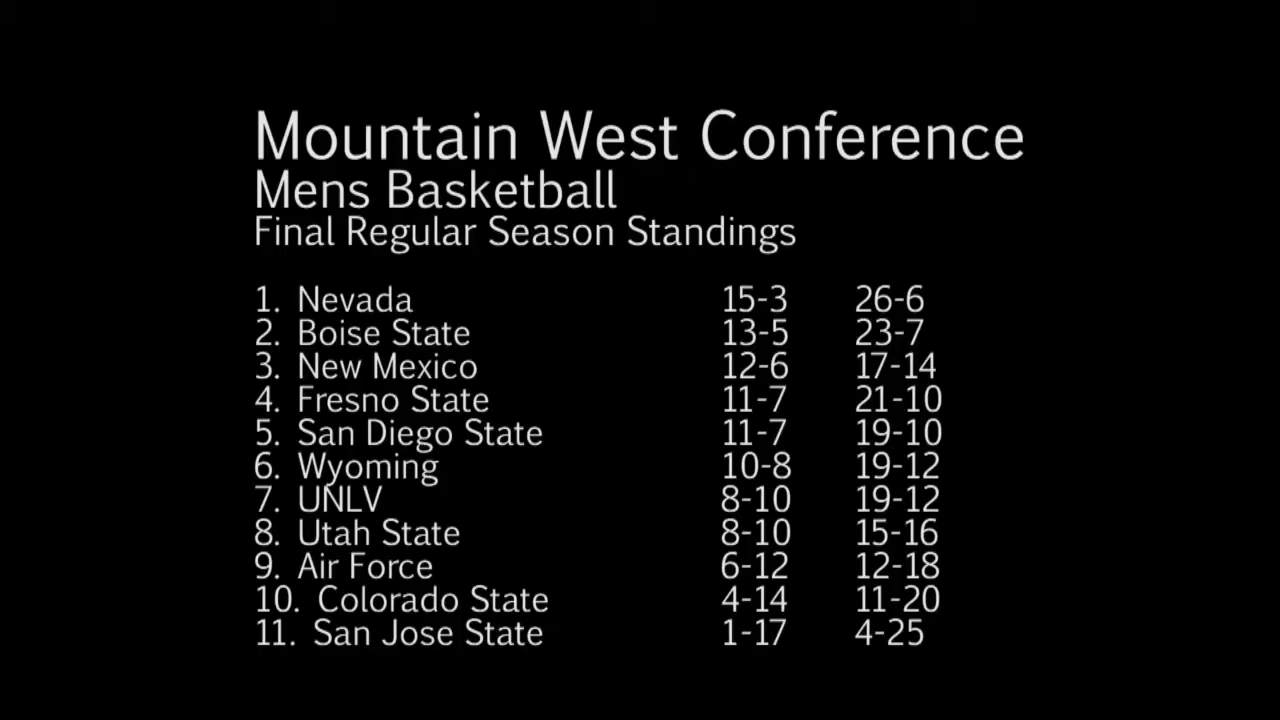 Mountain West Conference
Mens Basketball
Final Regular Season Standings
1. Nevada 15-3 26-6
2. Boise State 13-5 23-7
3. New Mexico 12-6 17-14
4. Fresno State 11-7 21-10
5. San Diego State 11-7 19-10
6. Wyoming 10-8 19-12
7. UNLV 8-10 19-12
8. Utah State 8-10 15-16
9. Air Force 6-12 12-18
10. Colorado State 4-14 11-20
11. San Jose State 1-17 4-25